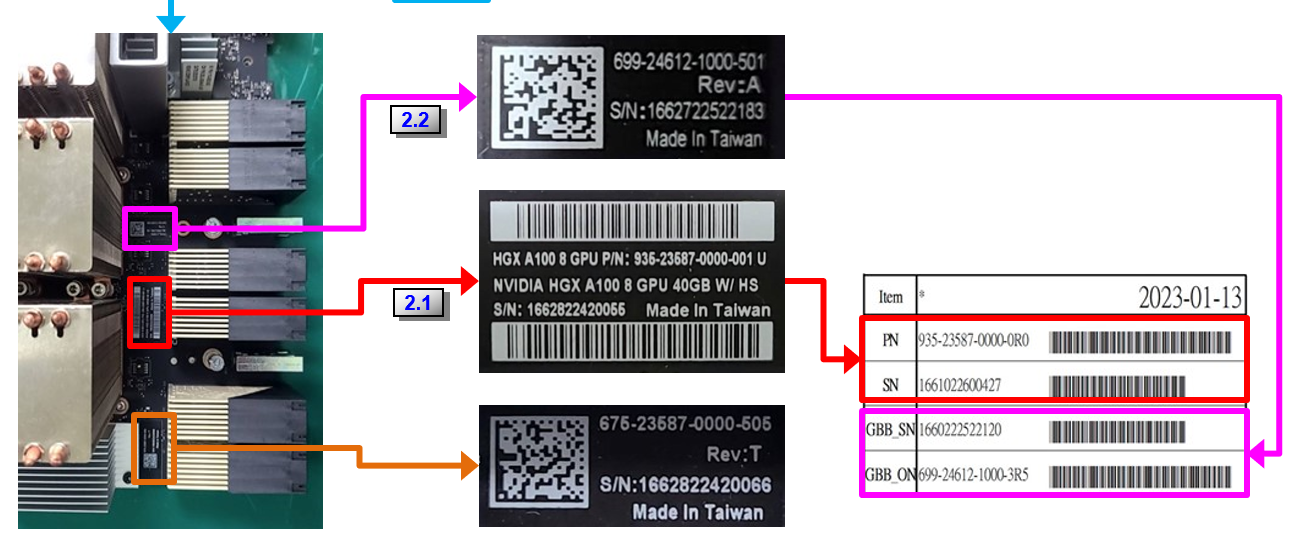 699-24612-1000-501
Rev:A
S/N:1662722522183
Made In Taiwan
2.2
HGX A100 8 GPU P/N: 935-23587-0000-001 U
NVIDIA HGX A100 8 GPU 40GB W/ HS
S/N: 1662822420055 Made In Taiwan
2.1
Item * 2023-01-13
PN 935-23587-0000-0R0
SN 1661022600427
GBB_SN 1660222522120
GBB_ON 699-24612-1000-3R5
675-23587-0000-505
Rev:T
S/N:1662822420066
Made In Taiwan